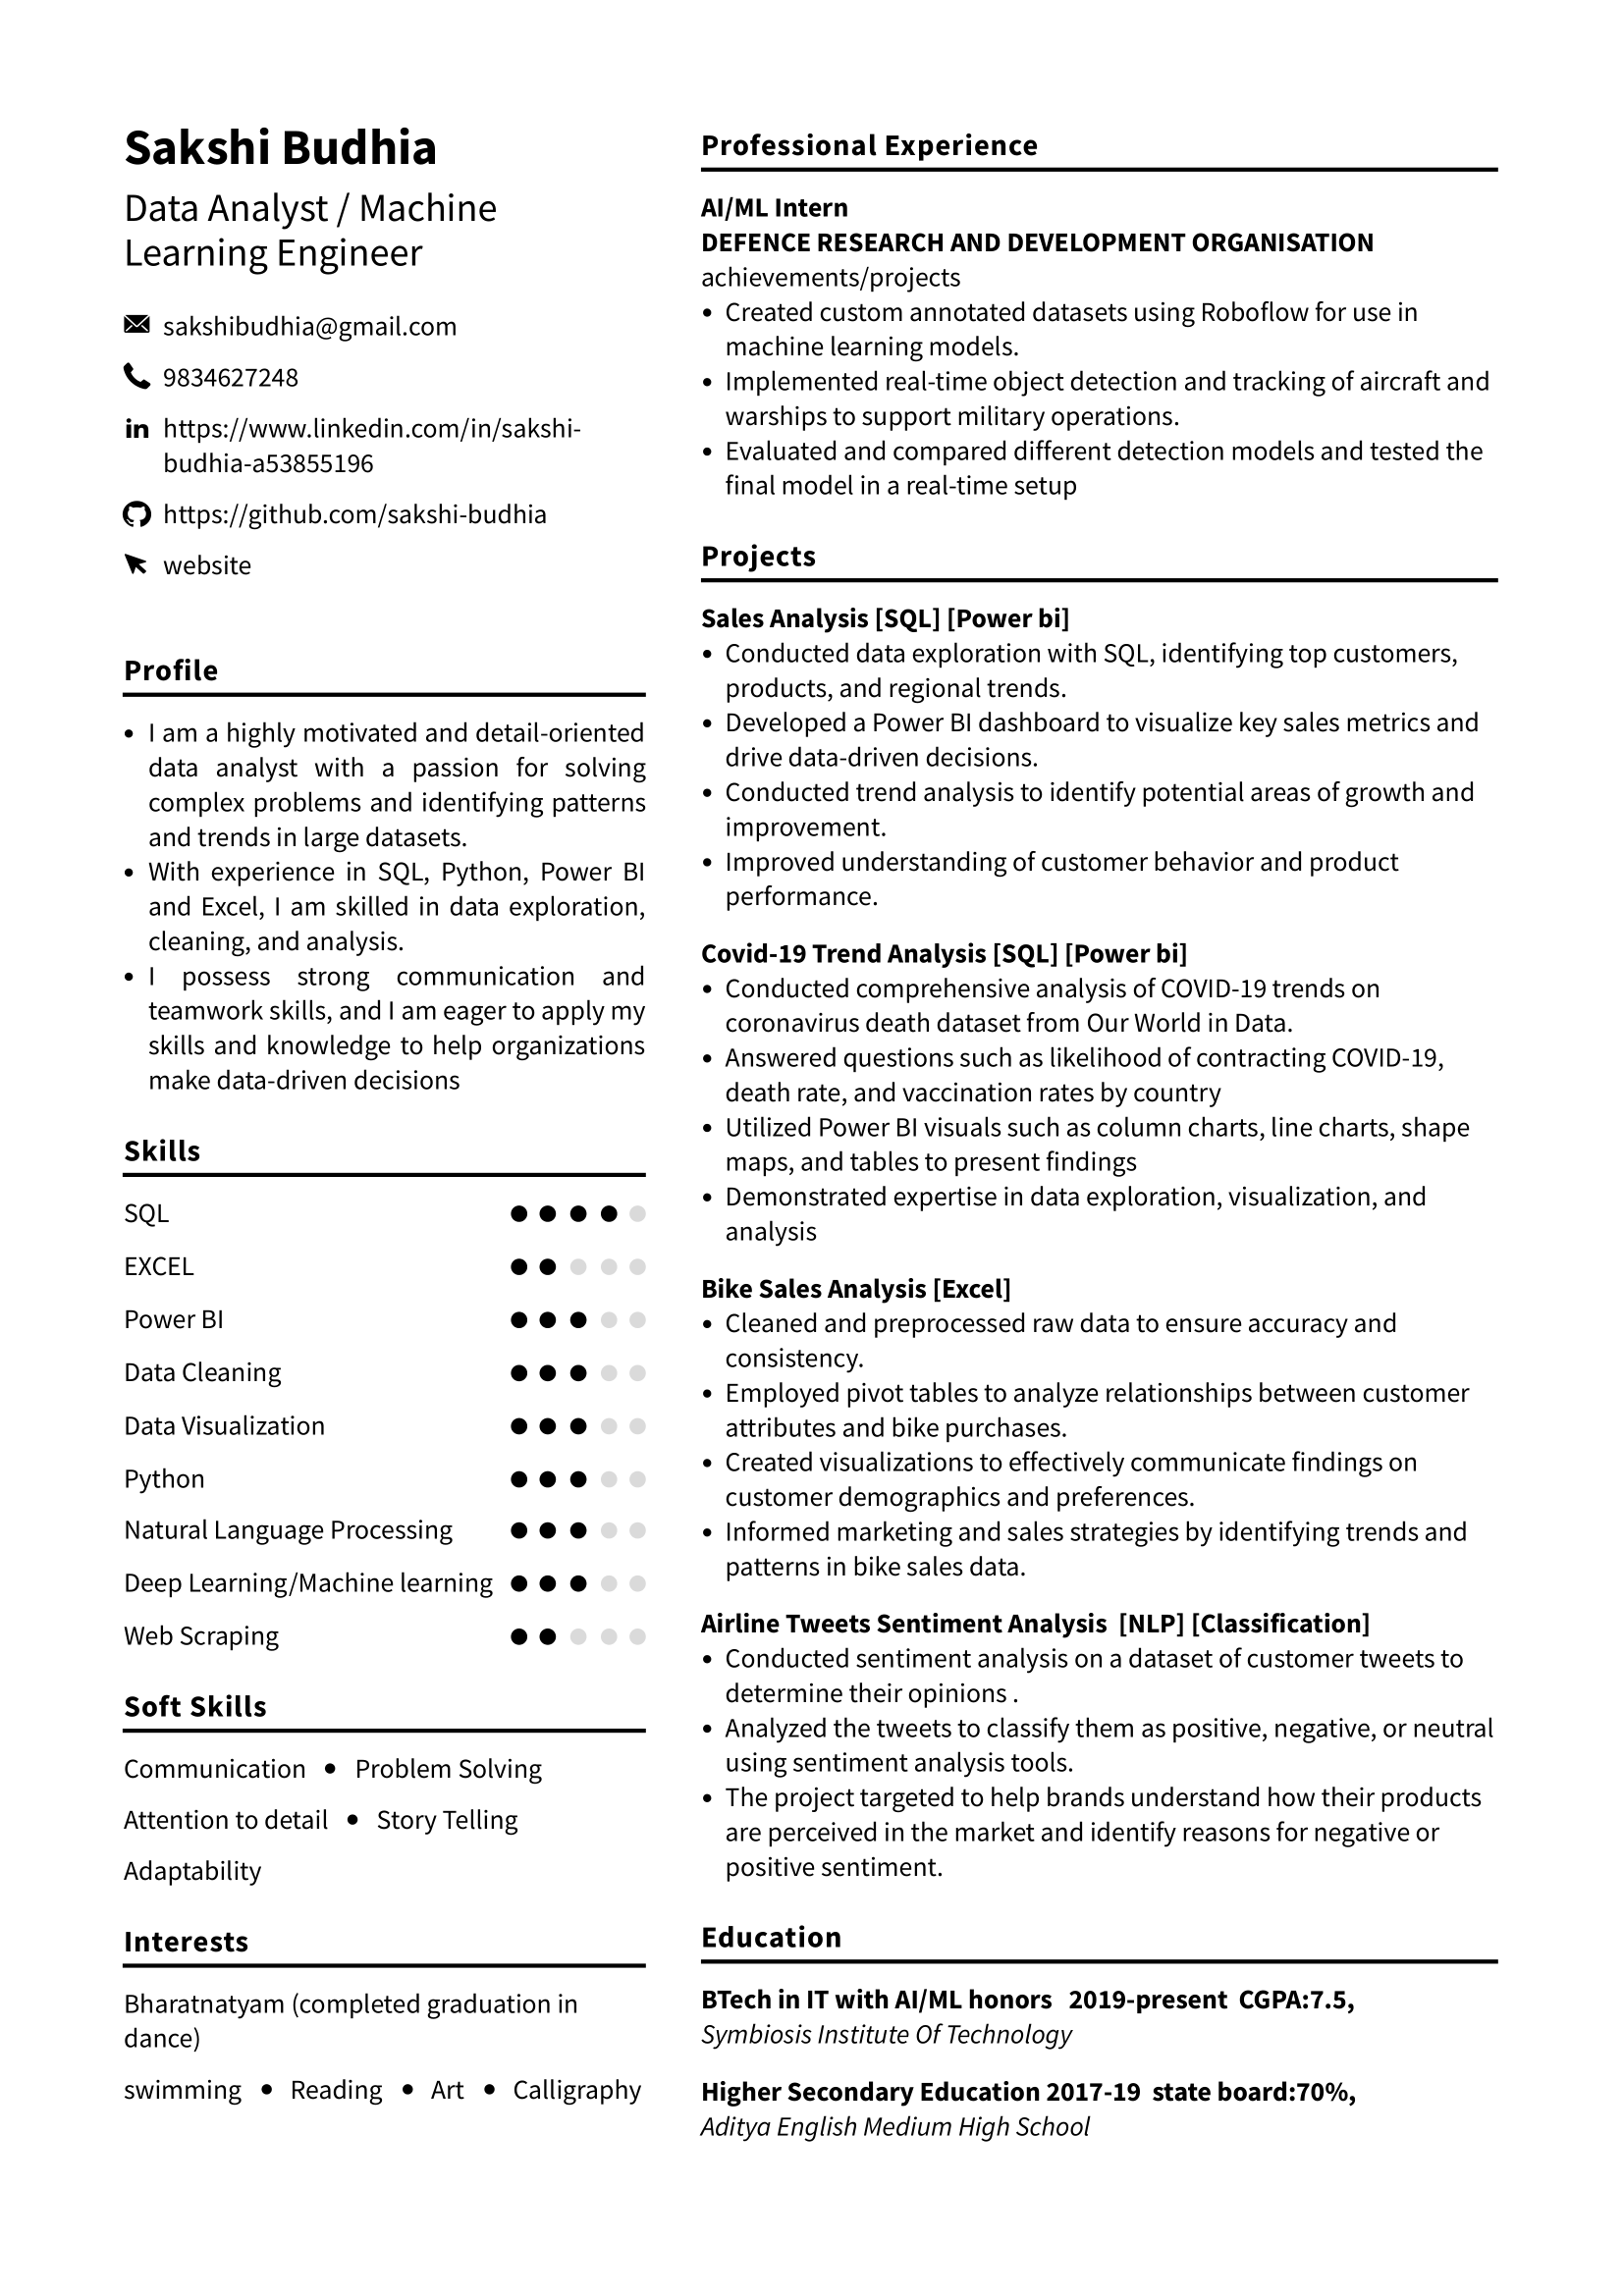 Sakshi Budhia
Data Analyst / Machine
Learning Engineer
sakshibudhia@gmail.com
9834627248
https://www.linkedin.com/in/sakshi-
budhia-a53855196
https://github.com/sakshi-budhia
website
Profile
• I am a highly motivated and detail-oriented
data analyst with a passion for solving
complex problems and identifying patterns
and trends in large datasets.
• With experience in SQL, Python, Power BI
and Excel, I am skilled in data exploration,
cleaning, and analysis.
• I possess strong communication and
teamwork skills, and I am eager to apply my
skills and knowledge to help organizations
make data-driven decisions
Skills
SQL
EXCEL
Power BI
Data Cleaning
Data Visualization
Python
Natural Language Processing
Deep Learning/Machine learning
Web Scraping
Soft Skills
Communication • Problem Solving
Attention to detail • Story Telling
Adaptability
Interests
Bharatnatyam (completed graduation in
dance)
swimming • Reading • Art • Calligraphy
Professional Experience
AI/ML Intern
DEFENCE RESEARCH AND DEVELOPMENT ORGANISATION
achievements/projects
• Created custom annotated datasets using Roboflow for use in
machine learning models.
• Implemented real-time object detection and tracking of aircraft and
warships to support military operations.
• Evaluated and compared different detection models and tested the
final model in a real-time setup
Projects
Sales Analysis [SQL] [Power bi]
• Conducted data exploration with SQL, identifying top customers,
products, and regional trends.
• Developed a Power BI dashboard to visualize key sales metrics and
drive data-driven decisions.
• Conducted trend analysis to identify potential areas of growth and
improvement.
• Improved understanding of customer behavior and product
performance.
Covid-19 Trend Analysis [SQL] [Power bi]
• Conducted comprehensive analysis of COVID-19 trends on
coronavirus death dataset from Our World in Data.
• Answered questions such as likelihood of contracting COVID-19,
death rate, and vaccination rates by country
• Utilized Power BI visuals such as column charts, line charts, shape
maps, and tables to present findings
• Demonstrated expertise in data exploration, visualization, and
analysis
Bike Sales Analysis [Excel]
• Cleaned and preprocessed raw data to ensure accuracy and
consistency.
• Employed pivot tables to analyze relationships between customer
attributes and bike purchases.
• Created visualizations to effectively communicate findings on
customer demographics and preferences.
• Informed marketing and sales strategies by identifying trends and
patterns in bike sales data.
Airline Tweets Sentiment Analysis [NLP] [Classification]
• Conducted sentiment analysis on a dataset of customer tweets to
determine their opinions .
• Analyzed the tweets to classify them as positive, negative, or neutral
using sentiment analysis tools.
• The project targeted to help brands understand how their products
are perceived in the market and identify reasons for negative or
positive sentiment.
Education
BTech in IT with AI/ML honors 2019-present CGPA:7.5,
Symbiosis Institute Of Technology
Higher Secondary Education 2017-19 state board:70%,
Aditya English Medium High School